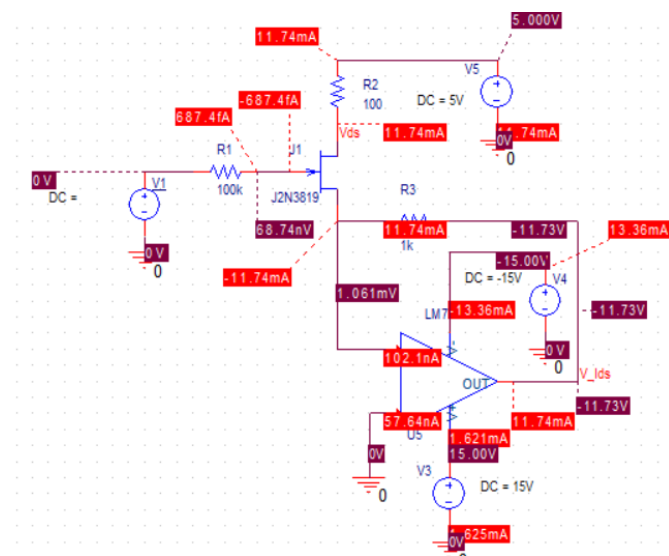 5.000V
11.74mA
V5
R2
100
DC = 5V
-687.4fA
687.4fA
Vds
11.74mA
.74mA
0V
0
R1
J1
0V
V1
DC =
100k
J2N3819
R3
68.74nV
11.74mA
-11.73V
13.36mA
1k
0V
0
-11.74mA
-15.00V
DC = -15V
V4
1.061mV
LM7
-13.36mA
-11.73V
0V
0
102.1nA
OUT
V_Ids
57.64nA
U5
11.74mA
-11.73V
1.621mA
0V
15.00V
0
V3
DC = 15V
.625mA
0V
0